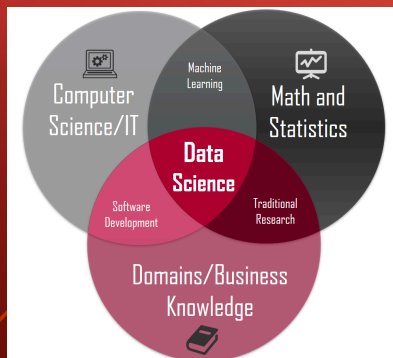 Computer
Science/IT
Machine
Learning
Math and
Statistics
Data
Science
Software
Development
Traditional
Research
Domains/Business
Knowledge